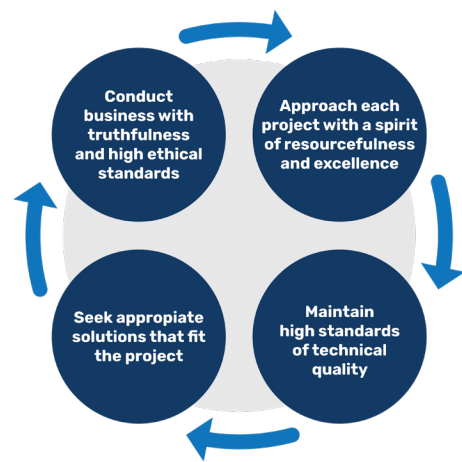 Conduct
business with
truthfulness
and high ethical
standards
Approach each
project with a spirit
of resourcefulness
and excellence
Seek appropiate
solutions that fit
the project
Maintain
high standards
of technical
quality